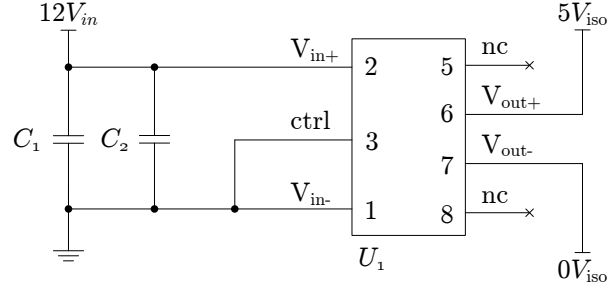 12V_in 5V_iso
V_in+ 2 5 nc
6 V_out+
C_1 C_2 ctrl 3
7 V_out-
V_in- 1 8 nc
U_1 0V_iso